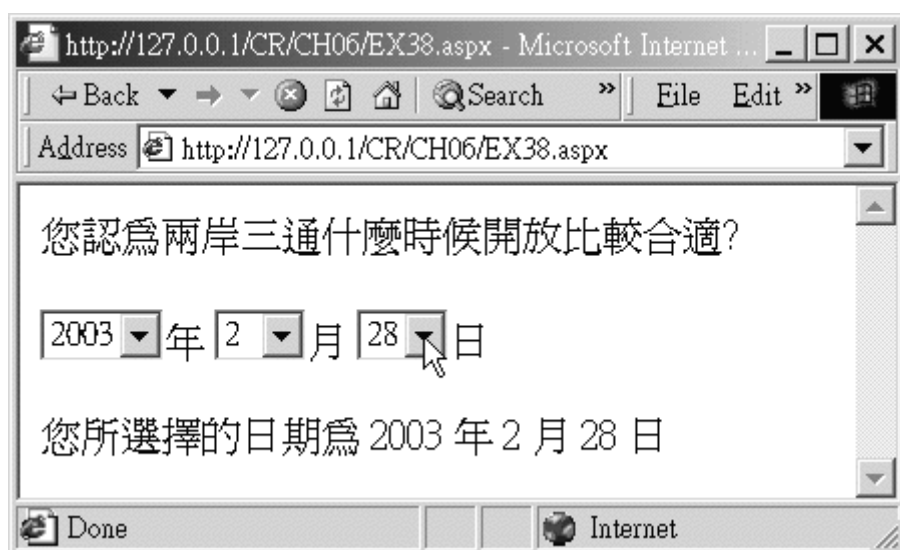 http://127.0.0.1/CR/CH06/EX38.aspx - Microsoft Internet ...
Back Search » File Edit »
Address http://127.0.0.1/CR/CH06/EX38.aspx
您認為兩岸三通什麼時候開放比較合適?
2003 年 2 月 28 日
您所選擇的日期為 2003 年 2 月 28 日
Done Internet